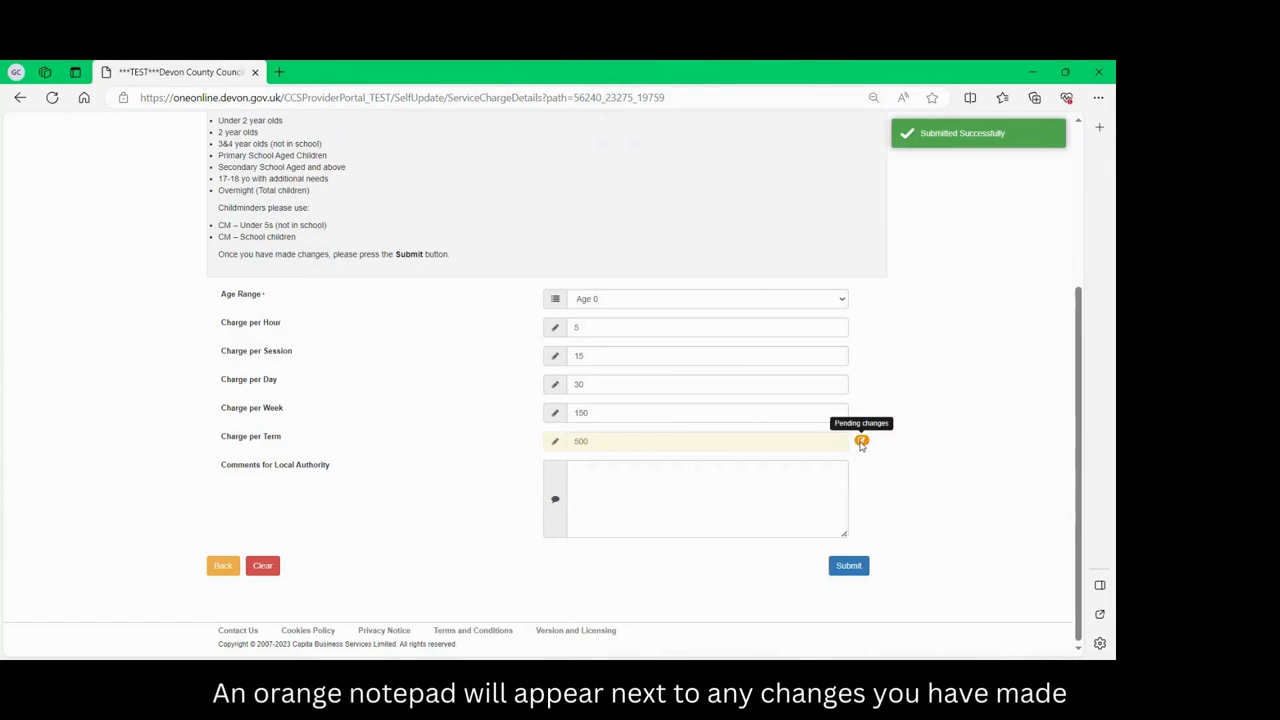 GC
***TEST***Devon County Counci
https://oneonline.devon.gov.uk/CCSProviderPortal_TEST/SelfUpdate/ServiceChargeDetails?path=56240_23275_19759
Submitted Successfully
• Under 2 year olds
• 2 year olds
• 3&4 year olds (not in school)
• Primary School Aged Children
• Secondary School Aged and above
• 17-18 yo with additional needs
• Overnight (Total children)
Childminders please use:
• CM – Under 5s (not in school)
• CM – School children
Once you have made changes, please press the Submit button.
Age Range * Age 0
Charge per Hour 5
Charge per Session 15
Charge per Day 30
Charge per Week 150
Pending changes
Charge per Term 500
Comments for Local Authority
Back Clear Submit
Contact Us Cookies Policy Privacy Notice Terms and Conditions Version and Licensing
Copyright © 2007-2023 Capita Business Services Limited. All rights reserved.
An orange notepad will appear next to any changes you have made